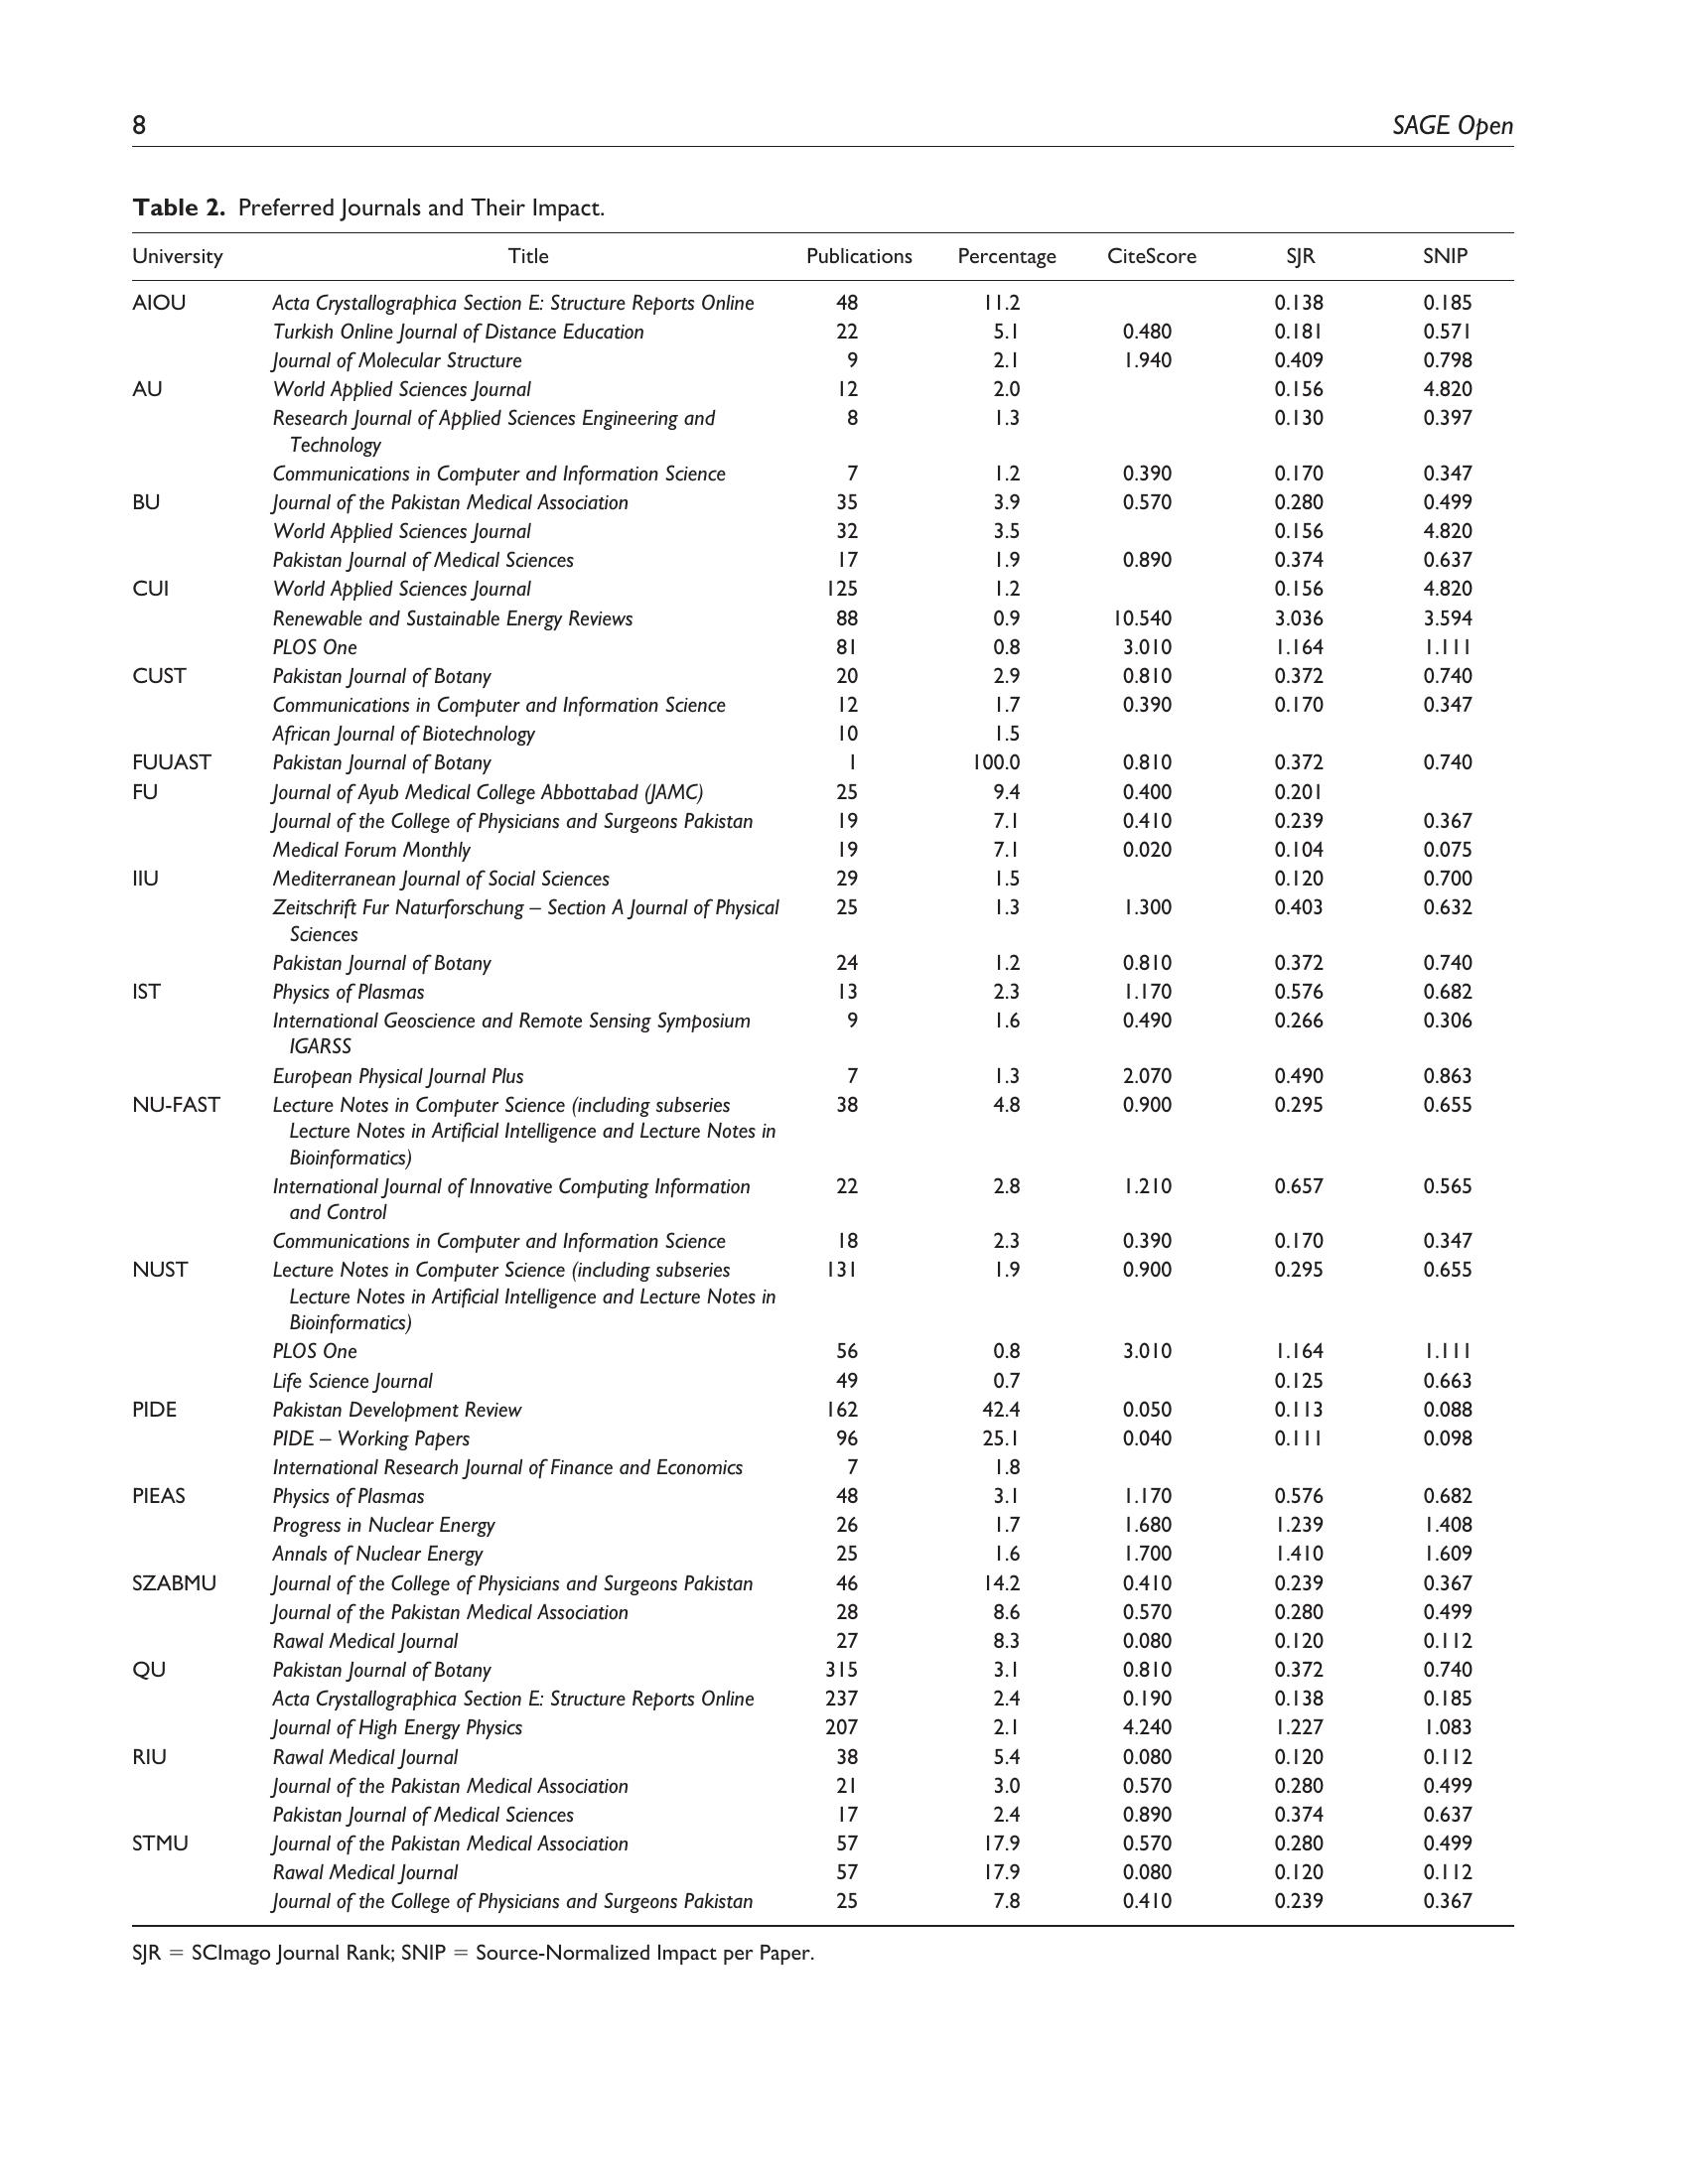 8 SAGE Open
Table 2. Preferred Journals and Their Impact.
University Title Publications Percentage CiteScore SJR SNIP
AIOU Acta Crystallographica Section E: Structure Reports Online 48 11.2 0.138 0.185
Turkish Online Journal of Distance Education 22 5.1 0.480 0.181 0.571
Journal of Molecular Structure 9 2.1 1.940 0.409 0.798
AU World Applied Sciences Journal 12 2.0 0.156 4.820
Research Journal of Applied Sciences Engineering and 8 1.3 0.130 0.397
Technology
Communications in Computer and Information Science 7 1.2 0.390 0.170 0.347
BU Journal of the Pakistan Medical Association 35 3.9 0.570 0.280 0.499
World Applied Sciences Journal 32 3.5 0.156 4.820
Pakistan Journal of Medical Sciences 17 1.9 0.890 0.374 0.637
CUI World Applied Sciences Journal 125 1.2 0.156 4.820
Renewable and Sustainable Energy Reviews 88 0.9 10.540 3.036 3.594
PLOS One 81 0.8 3.010 1.164 1.111
CUST Pakistan Journal of Botany 20 2.9 0.810 0.372 0.740
Communications in Computer and Information Science 12 1.7 0.390 0.170 0.347
African Journal of Biotechnology 10 1.5
FUUAST Pakistan Journal of Botany 1 100.0 0.810 0.372 0.740
FU Journal of Ayub Medical College Abbottabad (JAMC) 25 9.4 0.400 0.201
Journal of the College of Physicians and Surgeons Pakistan 19 7.1 0.410 0.239 0.367
Medical Forum Monthly 19 7.1 0.020 0.104 0.075
IIU Mediterranean Journal of Social Sciences 29 1.5 0.120 0.700
Zeitschrift Fur Naturforschung – Section A Journal of Physical 25 1.3 1.300 0.403 0.632
Sciences
Pakistan Journal of Botany 24 1.2 0.810 0.372 0.740
IST Physics of Plasmas 13 2.3 1.170 0.576 0.682
International Geoscience and Remote Sensing Symposium 9 1.6 0.490 0.266 0.306
IGARSS
European Physical Journal Plus 7 1.3 2.070 0.490 0.863
NU-FAST Lecture Notes in Computer Science (including subseries 38 4.8 0.900 0.295 0.655
Lecture Notes in Artificial Intelligence and Lecture Notes in
Bioinformatics)
International Journal of Innovative Computing Information 22 2.8 1.210 0.657 0.565
and Control
Communications in Computer and Information Science 18 2.3 0.390 0.170 0.347
NUST Lecture Notes in Computer Science (including subseries 131 1.9 0.900 0.295 0.655
Lecture Notes in Artificial Intelligence and Lecture Notes in
Bioinformatics)
PLOS One 56 0.8 3.010 1.164 1.111
Life Science Journal 49 0.7 0.125 0.663
PIDE Pakistan Development Review 162 42.4 0.050 0.113 0.088
PIDE – Working Papers 96 25.1 0.040 0.111 0.098
International Research Journal of Finance and Economics 7 1.8
PIEAS Physics of Plasmas 48 3.1 1.170 0.576 0.682
Progress in Nuclear Energy 26 1.7 1.680 1.239 1.408
Annals of Nuclear Energy 25 1.6 1.700 1.410 1.609
SZABMU Journal of the College of Physicians and Surgeons Pakistan 46 14.2 0.410 0.239 0.367
Journal of the Pakistan Medical Association 28 8.6 0.570 0.280 0.499
Rawal Medical Journal 27 8.3 0.080 0.120 0.112
QU Pakistan Journal of Botany 315 3.1 0.810 0.372 0.740
Acta Crystallographica Section E: Structure Reports Online 237 2.4 0.190 0.138 0.185
Journal of High Energy Physics 207 2.1 4.240 1.227 1.083
RIU Rawal Medical Journal 38 5.4 0.080 0.120 0.112
Journal of the Pakistan Medical Association 21 3.0 0.570 0.280 0.499
Pakistan Journal of Medical Sciences 17 2.4 0.890 0.374 0.637
STMU Journal of the Pakistan Medical Association 57 17.9 0.570 0.280 0.499
Rawal Medical Journal 57 17.9 0.080 0.120 0.112
Journal of the College of Physicians and Surgeons Pakistan 25 7.8 0.410 0.239 0.367
SJR = SCImago Journal Rank; SNIP = Source-Normalized Impact per Paper.